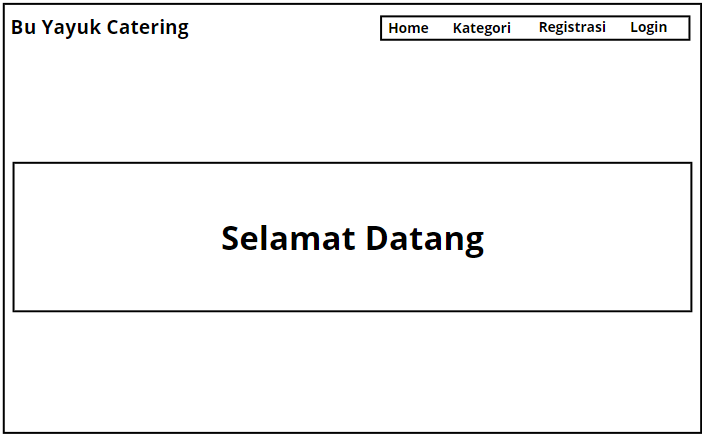 Bu Yayuk Catering
Home Kategori Registrasi Login
Selamat Datang